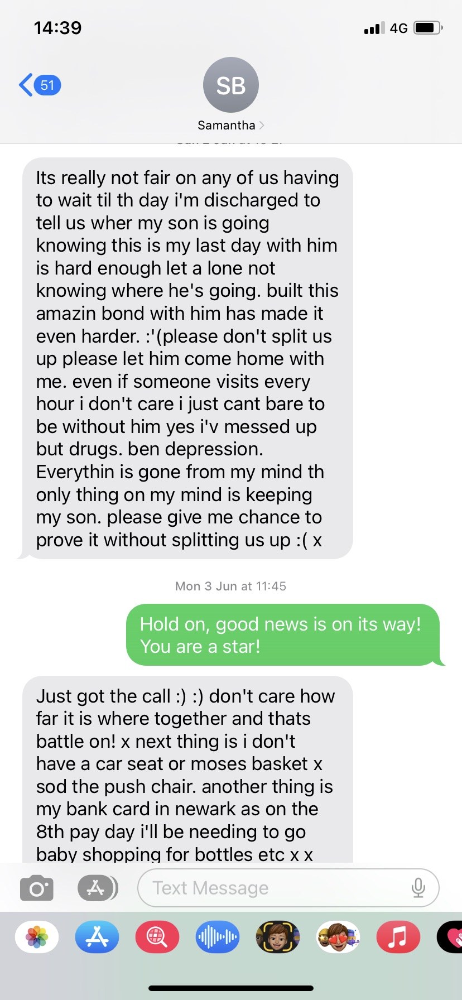 14:39
4G
51
SB
Samantha
Its really not fair on any of us having
to wait til th day i'm discharged to
tell us wher my son is going
knowing this is my last day with him
is hard enough let a lone not
knowing where he's going. built this
amazin bond with him has made it
even harder. :'(please don't split us
up please let him come home with
me. even if someone visits every
hour i don't care i just cant bare to
be without him yes i'v messed up
but drugs. ben depression.
Everythin is gone from my mind th
only thing on my mind is keeping
my son. please give me chance to
prove it without splitting us up :( x
Mon 3 Jun at 11:45
Hold on, good news is on its way!
You are a star!
Just got the call :) :) don't care how
far it is where together and thats
battle on! x next thing is i don't
have a car seat or moses basket x
sod the push chair. another thing is
my bank card in newark as on the
8th pay day i'll be needing to go
baby shopping for bottles etc x x
Text Message